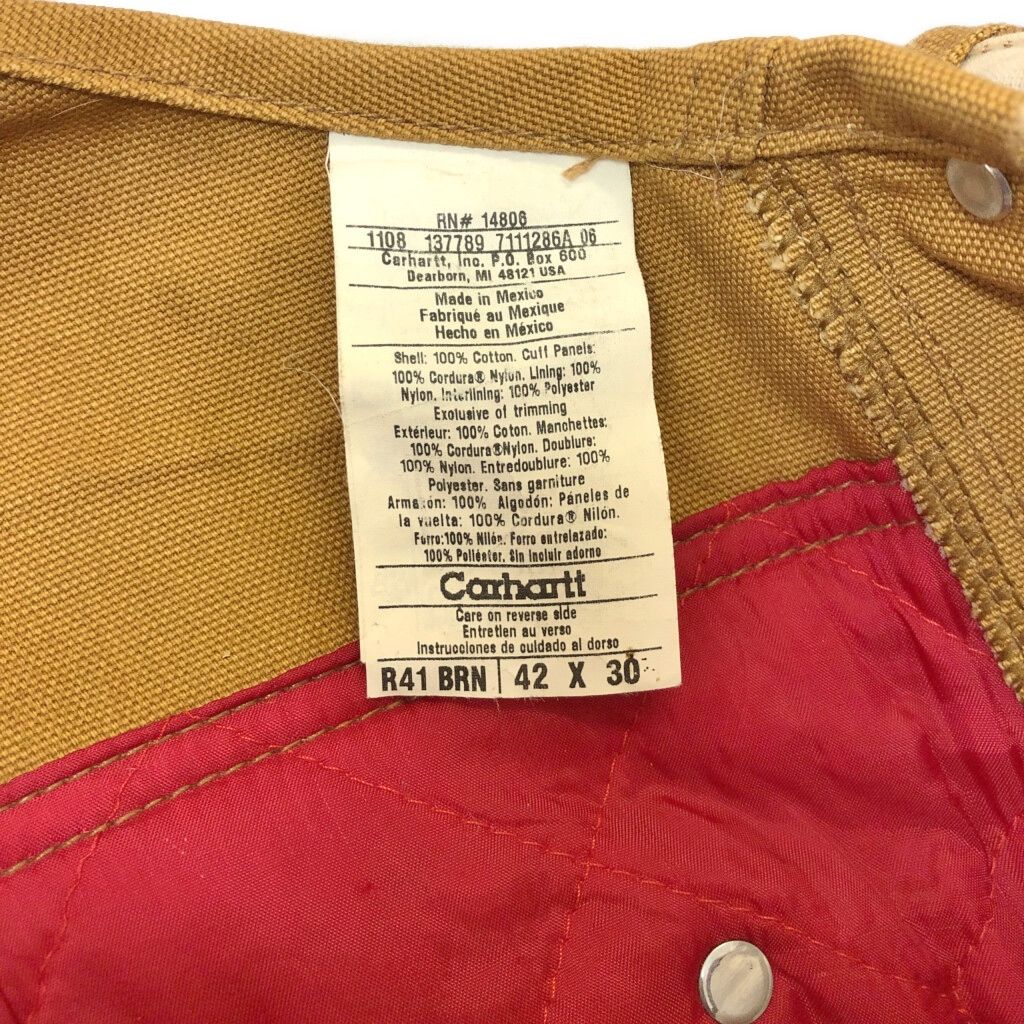 RN# 14806
1108 137789 7111286A 06
Carhartt, Inc. P.O. Box 600
Dearborn, MI 48121 USA
Made in Mexico
Fabriqué au Mexique
Hecho en México
Shell: 100% Cotton. Cuff Panels:
100% Cordura® Nylon. Lining: 100%
Nylon. Interlining: 100% Polyester
Exolusive of trimming
Extérieur: 100% Coton. Manchettes:
100% Cordura®Nylon. Doublure:
100% Nylon. Entredoublure: 100%
Polyester. Sans garniture
Armazón: 100% Algodón: Páneles de
la vuelta: 100% Cordura® Nilón.
Forro:100% Nilón. Forro entrelazado:
100% Poliéster. Sin incluir adorno
Carhartt
Care on reverse side
Entretien au verso
Instrucciones de cuidado al dorso
R41 BRN 42 X 30